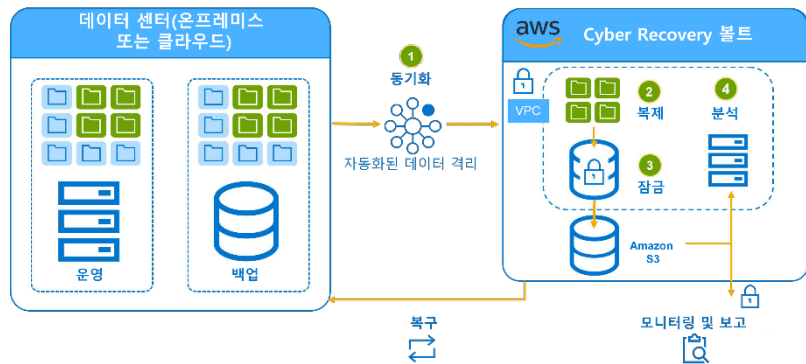 데이터 센터(온프레미스
또는 클라우드)
운영
백업
1
동기화
자동화된 데이터 격리
aws
Cyber Recovery 볼트
VPC
2
복제
3
잠금
4
분석
Amazon
S3
복구
모니터링 및 보고